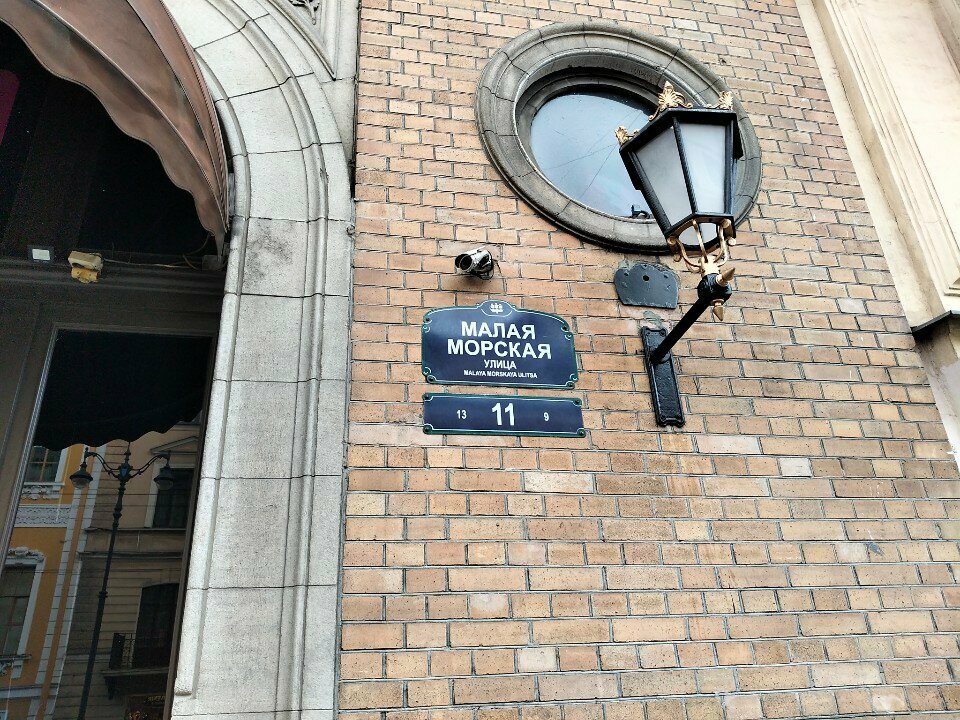 МАЛАЯ
МОРСКАЯ
УЛИЦА
MALAYA MORSKAYA ULITSA
13 11 9